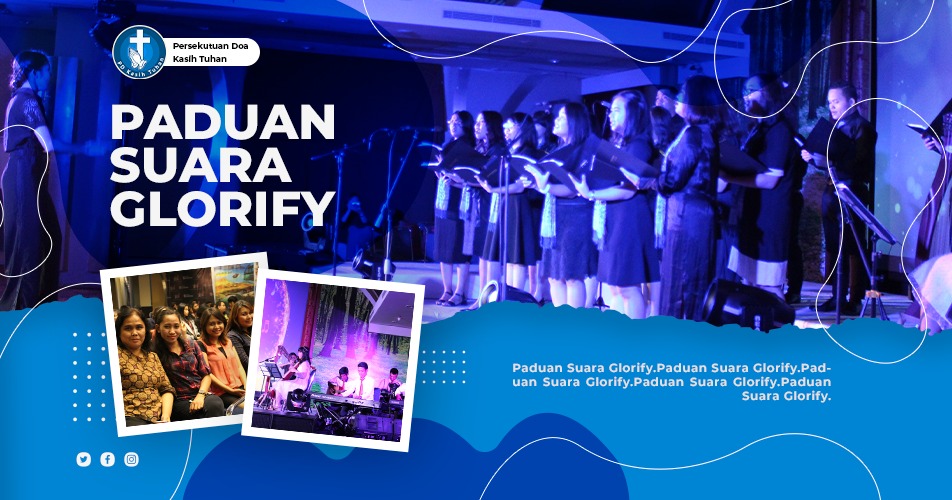 Persekutuan Doa
Kasih Tuhan
PD Kasih Tuhan
PADUAN
SUARA
GLORIFY
Paduan Suara Glorify.Paduan Suara Glorify.Pad-
uan Suara Glorify.Paduan Suara Glorify.Paduan
Suara Glorify.